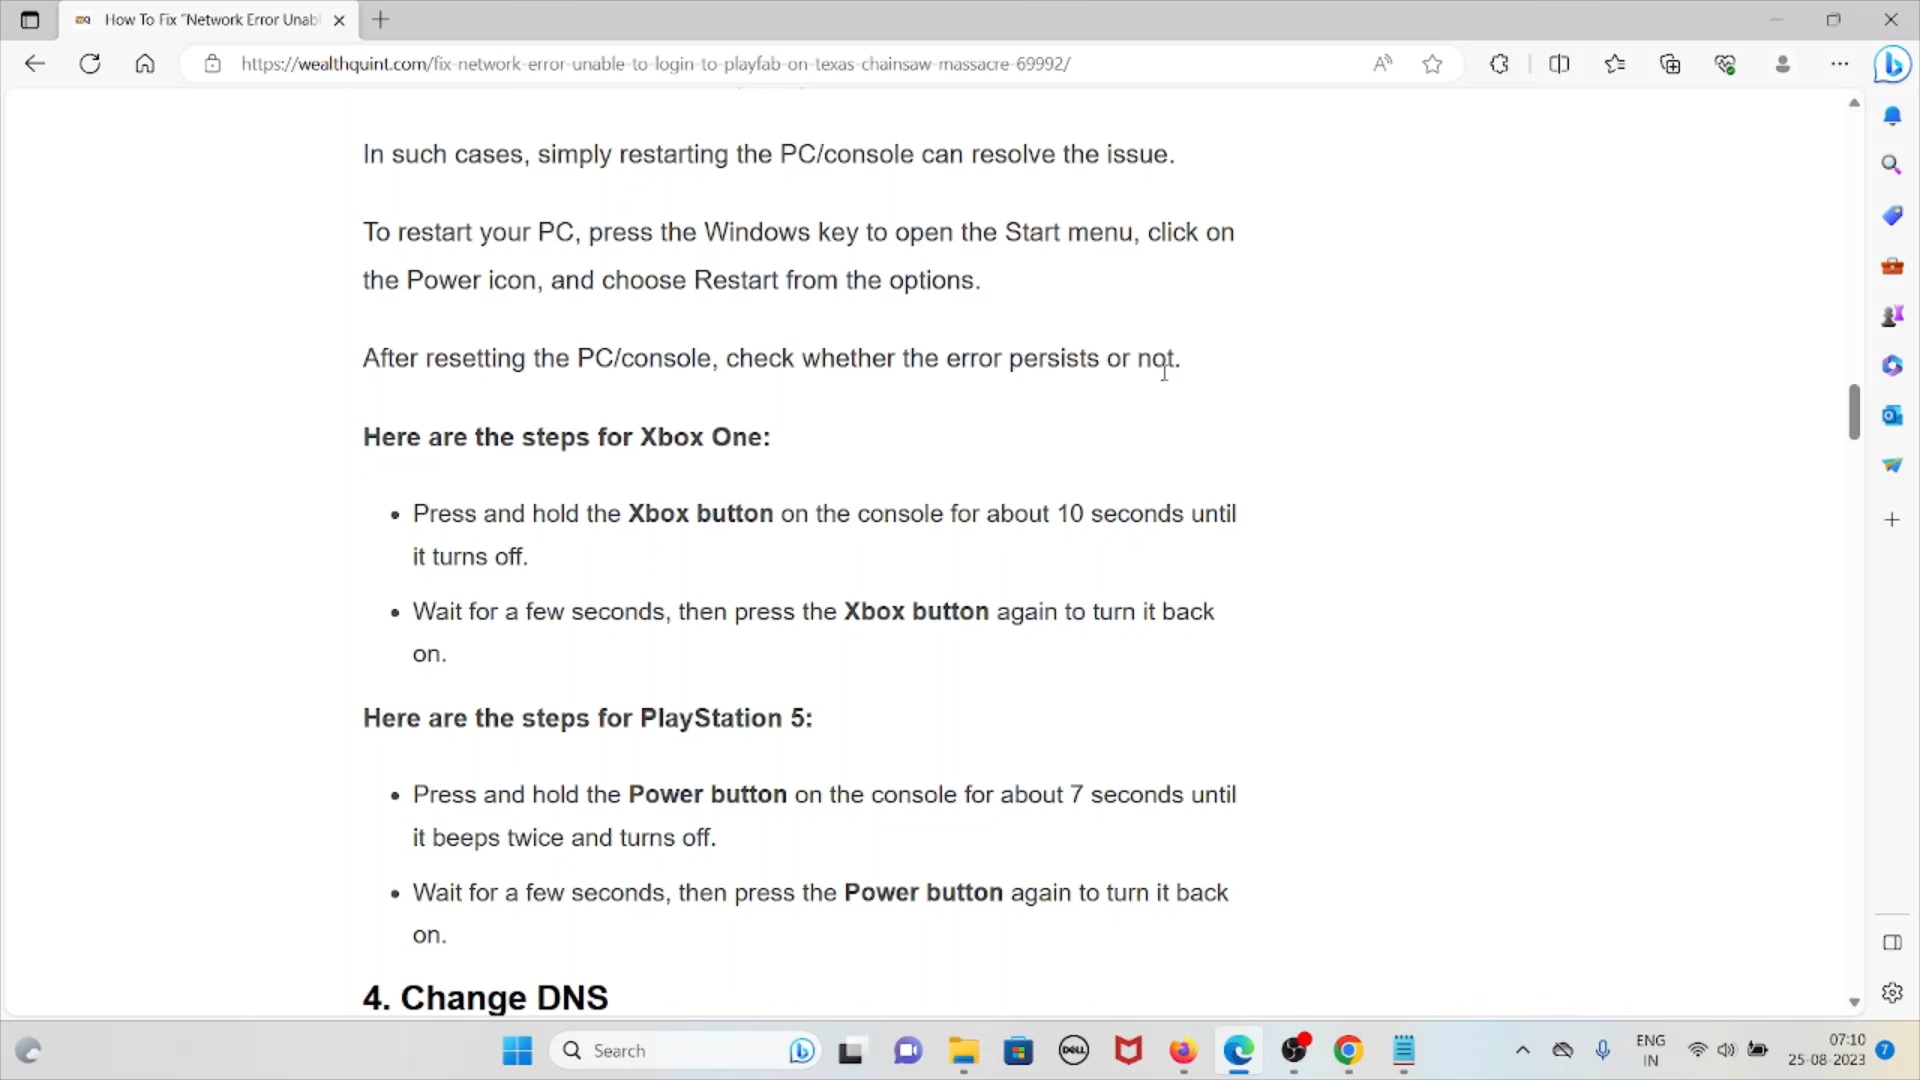 How To Fix "Network Error Unabl
https://wealthquint.com/fix-network-error-unable-to-login-to-playfab-on-texas-chainsaw-massacre-69992/
In such cases, simply restarting the PC/console can resolve the issue.
To restart your PC, press the Windows key to open the Start menu, click on
the Power icon, and choose Restart from the options.
After resetting the PC/console, check whether the error persists or not.
Here are the steps for Xbox One:
• Press and hold the Xbox button on the console for about 10 seconds until
it turns off.
• Wait for a few seconds, then press the Xbox button again to turn it back
on.
Here are the steps for PlayStation 5:
• Press and hold the Power button on the console for about 7 seconds until
it beeps twice and turns off.
• Wait for a few seconds, then press the Power button again to turn it back
on.
4. Change DNS
Search
DELL
ENG
IN
07:10
25-08-2023
7